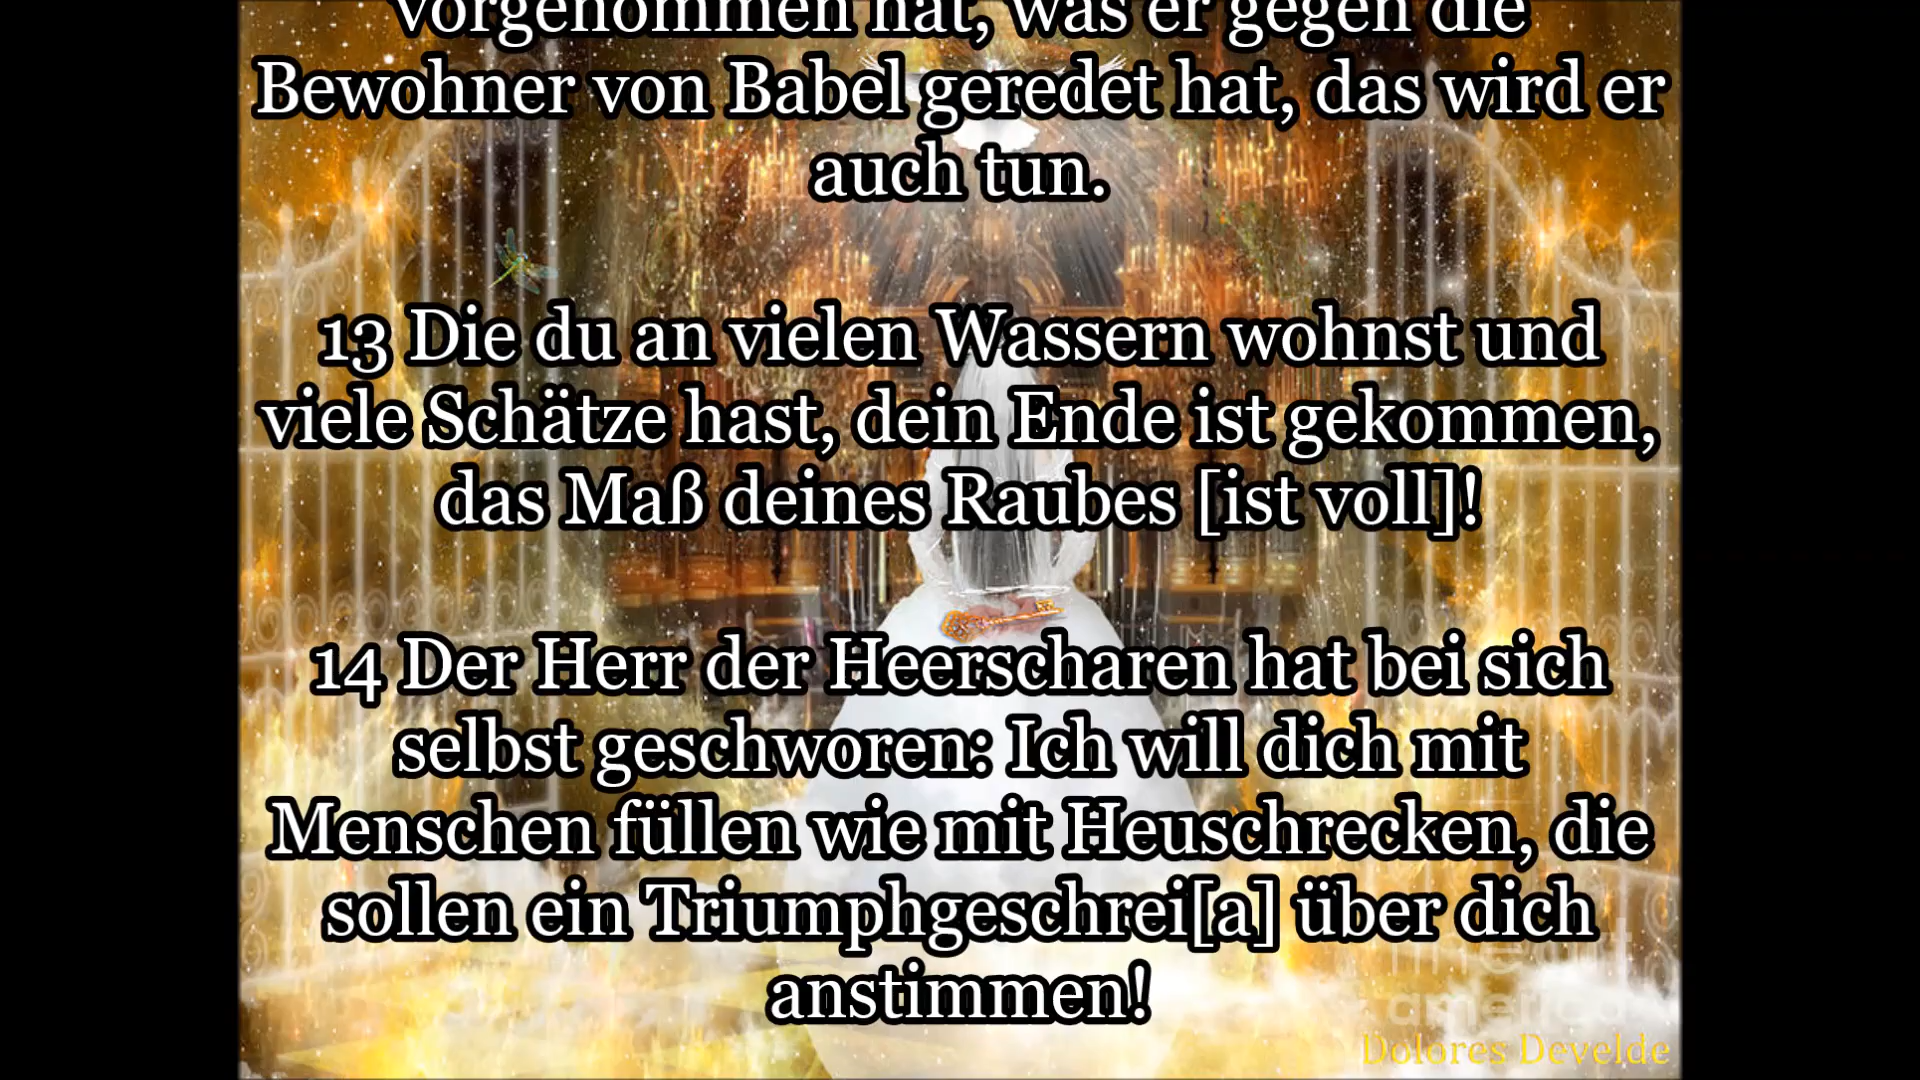 vorgenommen hat, was er gegen die
Bewohner von Babel geredet hat, das wird er
auch tun.
13 Die du an vielen Wassern wohnst und
viele Schätze hast, dein Ende ist gekommen,
das Maß deines Raubes [ist voll]!
14 Der Herr der Heerscharen hat bei sich
selbst geschworen: Ich will dich mit
Menschen füllen wie mit Heuschrecken, die
sollen ein Triumphgeschrei[a] über dich
anstimmen!
america
Dolores Develde